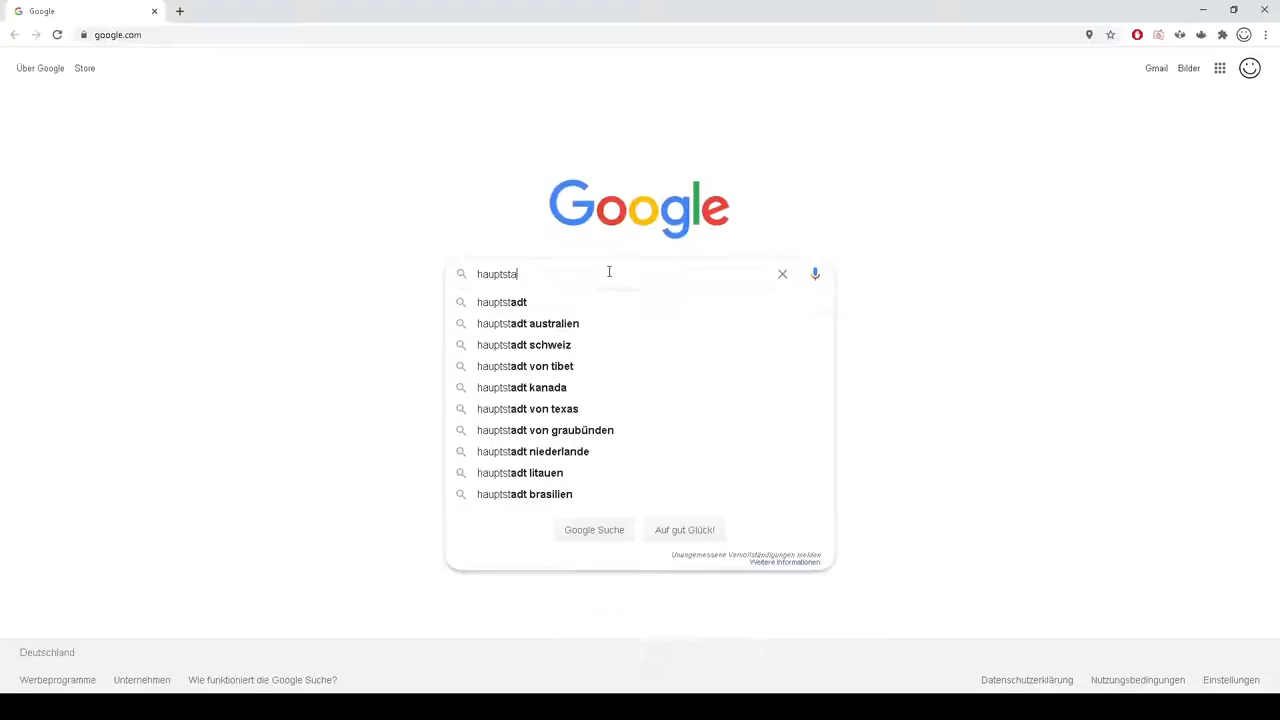 Google
google.com
Über Google Store
Gmail Bilder
Google
hauptsta
hauptstadt
hauptstadt australien
hauptstadt schweiz
hauptstadt von tibet
hauptstadt kanada
hauptstadt von texas
hauptstadt von graubünden
hauptstadt niederlande
hauptstadt litauen
hauptstadt brasilien
Google Suche Auf gut Glück!
Unangemessene Vervollständigungen melden
Weitere Informationen
Deutschland
Werbeprogramme Unternehmen Wie funktioniert die Google Suche? Datenschutzerklärung Nutzungsbedingungen Einstellungen